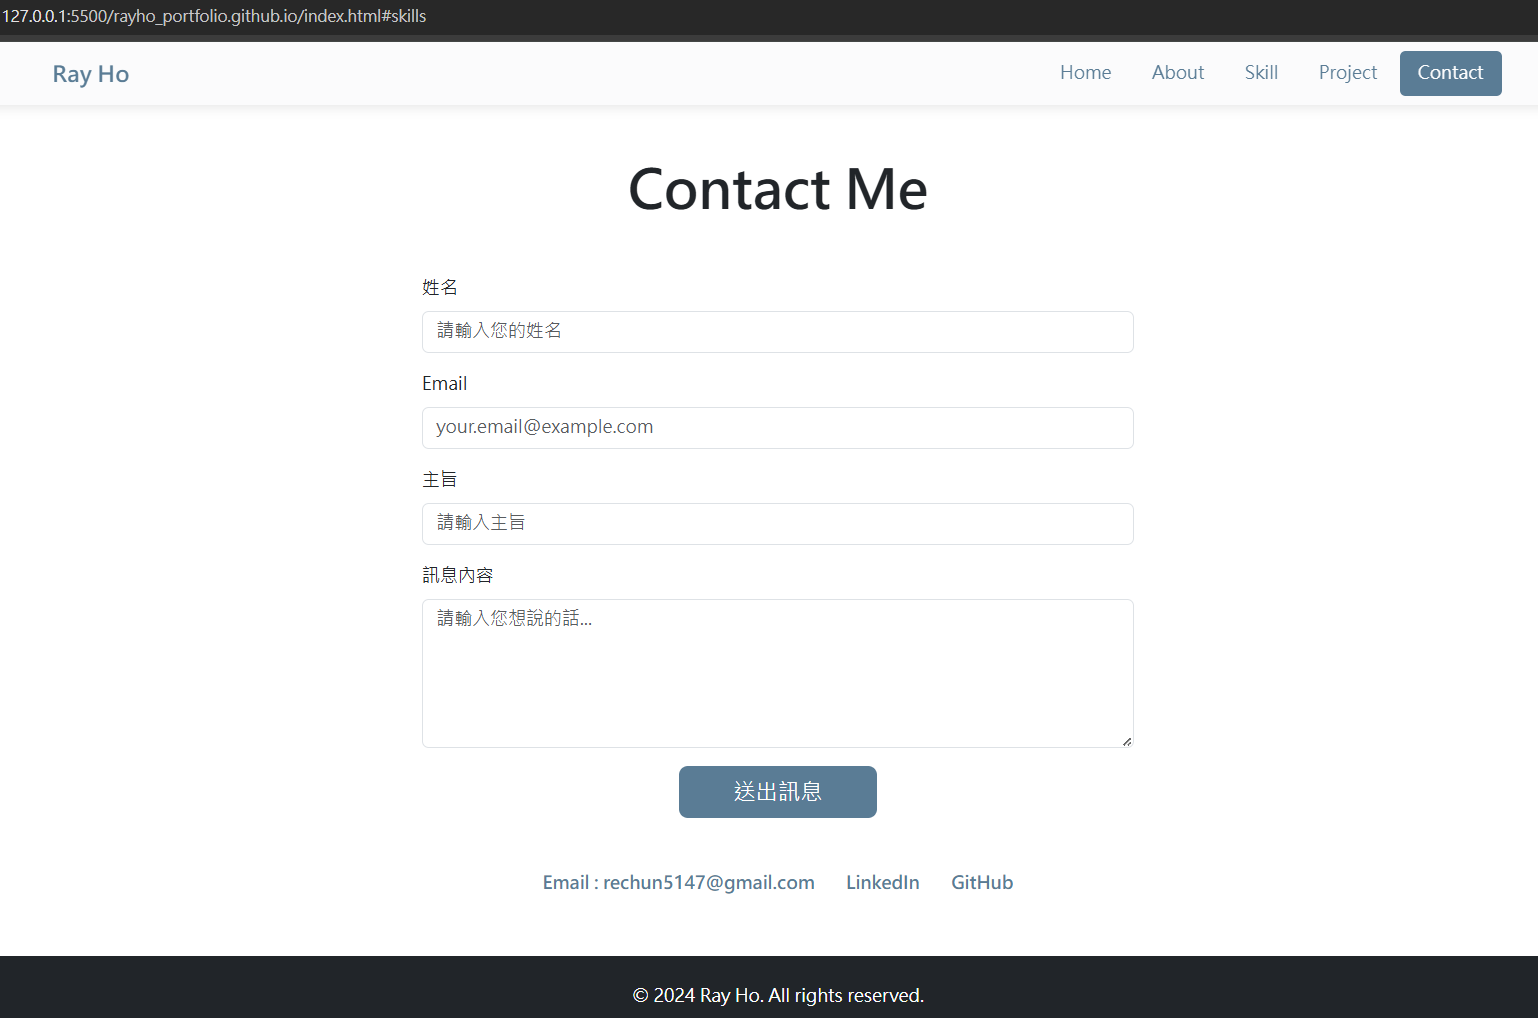 127.0.0.1:5500/rayho_portfolio.github.io/index.html#skills
Ray Ho Home About Skill Project Contact
Contact Me
姓名
請輸入您的姓名
Email
your.email@example.com
主旨
請輸入主旨
訊息內容
請輸入您想說的話...
送出訊息
Email : rechun5147@gmail.com LinkedIn GitHub
© 2024 Ray Ho. All rights reserved.